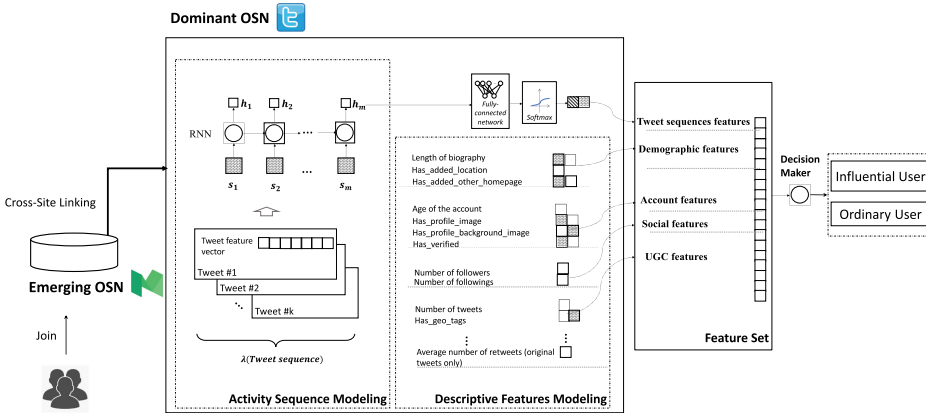 Dominant OSN
Cross-Site Linking
Emerging OSN
Join
RNN
h1
h2
hm
...
s1
s2
...
sm
Tweet feature
vector
Tweet #1
Tweet #2
Tweet #k
λ(Tweet sequence)
Activity Sequence Modeling
Fully-
connected
network
Softmax
Length of biography
Has_added_location
Has_added_other_homepage
Age of the account
Has_profile_image
Has_profile_background_image
Has_verified
Number of followers
Number of followings
Number of tweets
Has_geo_tags
Average number of retweets (original
tweets only)
Descriptive Features Modeling
Tweet sequences features
Demographic features
Account features
Social features
UGC features
Feature Set
Decision
Maker
Influential User
Ordinary User